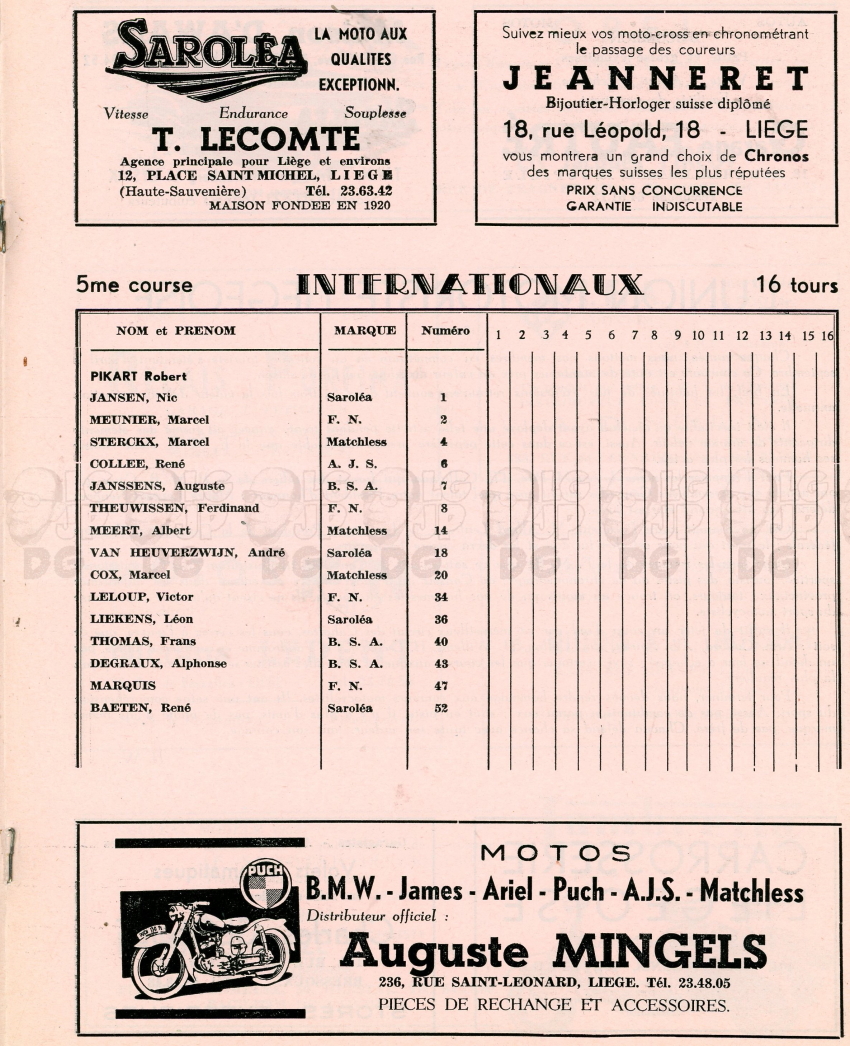 SAROLÉA
LA MOTO AUX
QUALITES
EXCEPTIONN.
Vitesse Endurance Souplesse
T. LECOMTE
Agence principale pour Liège et environs
12, PLACE SAINT MICHEL, LIEGE
(Haute-Sauvenière) Tél. 23.63.42
MAISON FONDEE EN 1920
Suivez mieux vos moto-cross en chronométrant
le passage des coureurs
JEANNERET
Bijoutier-Horloger suisse diplômé
18, rue Léopold, 18 - LIEGE
vous montrera un grand choix de Chronos
des marques suisses les plus réputées
PRIX SANS CONCURRENCE
GARANTIE INDISCUTABLE
5me course INTERNATIONAUX 16 tours
NOM et PRENOM MARQUE Numéro 1 2 3 4 5 6 7 8 9 10 11 12 13 14 15 16
PIKART Robert
JANSEN, Nic Saroléa 1
MEUNIER, Marcel F. N. 2
STERCKX, Marcel Matchless 4
COLLEE, René A. J. S. 6
JANSSENS, Auguste B. S. A. 7
THEUWISSEN, Ferdinand F. N. 8
MEERT, Albert Matchless 14
VAN HEUVERZWIJN, André Saroléa 18
COX, Marcel Matchless 20
LELOUP, Victor F. N. 34
LIEKENS, Léon Saroléa 36
THOMAS, Frans B. S. A. 40
DEGRAUX, Alphonse B. S. A. 43
MARQUIS F. N. 47
BAETEN, René Saroléa 52
MOTOS
PUCH
B.M.W. - James - Ariel - Puch - A.J.S. - Matchless
Distributeur officiel :
Auguste MINGELS
236, RUE SAINT-LEONARD, LIEGE. Tél. 23.48.05
PIECES DE RECHANGE ET ACCESSOIRES.